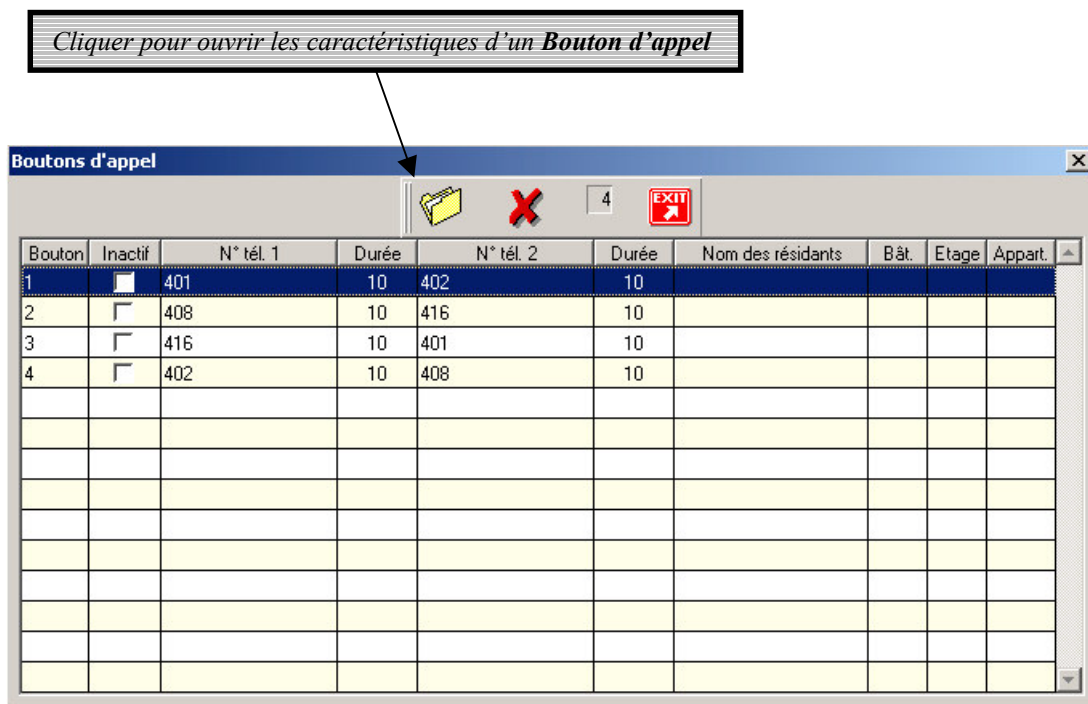 Cliquer pour ouvrir les caractéristiques d’un Bouton d’appel
Boutons d'appel
4 EXIT
Bouton Inactif N° tél. 1 Durée N° tél. 2 Durée Nom des résidants Bât. Etage Appart.
1 401 10 402 10
2 408 10 416 10
3 416 10 401 10
4 402 10 408 10